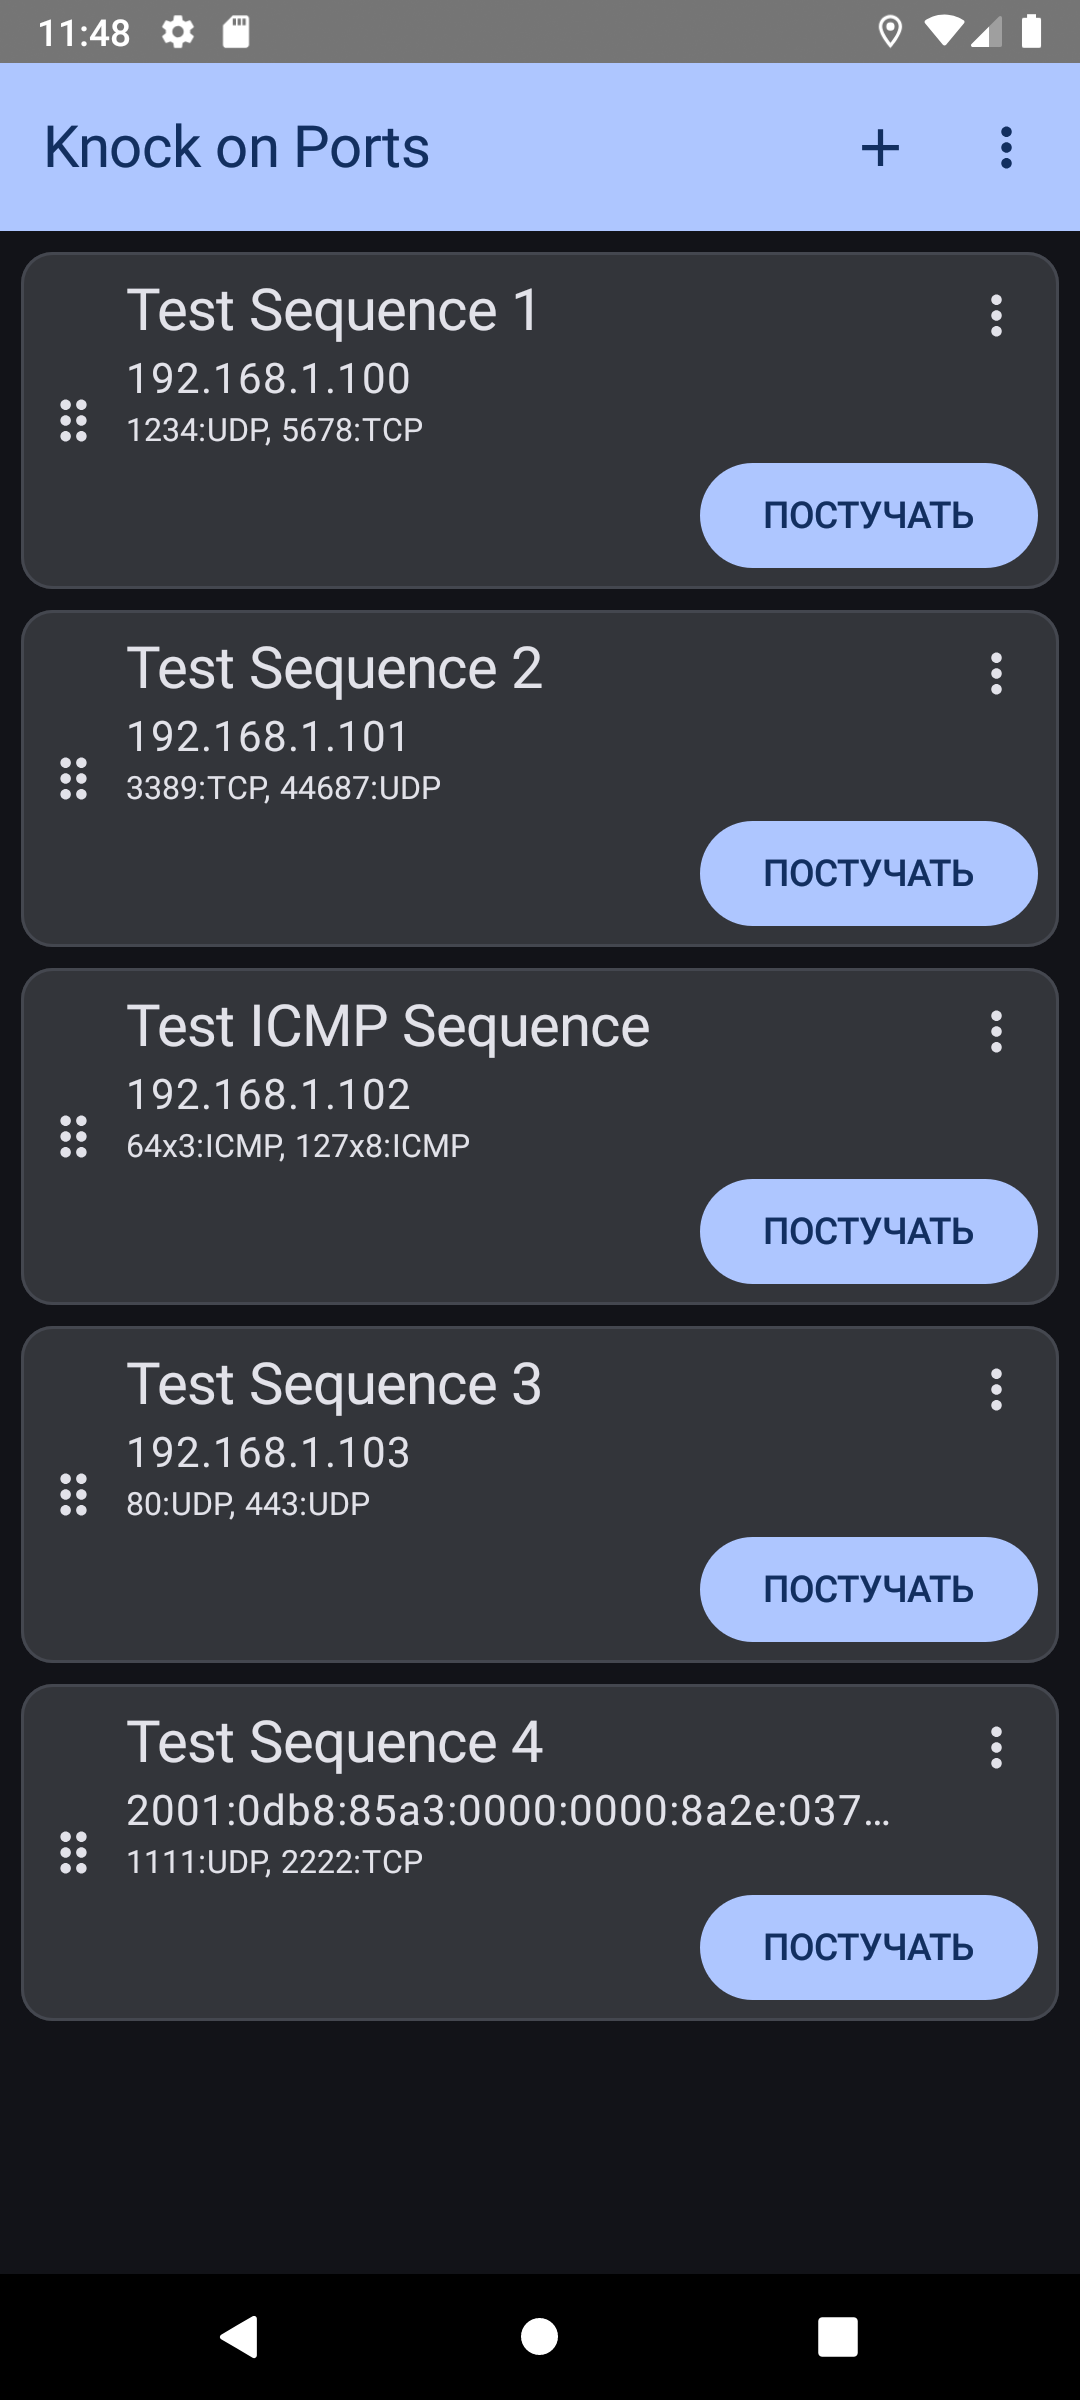 11:48
Knock on Ports
Test Sequence 1
192.168.1.100
1234:UDP, 5678:TCP
ПОСТУЧАТЬ
Test Sequence 2
192.168.1.101
3389:TCP, 44687:UDP
ПОСТУЧАТЬ
Test ICMP Sequence
192.168.1.102
64x3:ICMP, 127x8:ICMP
ПОСТУЧАТЬ
Test Sequence 3
192.168.1.103
80:UDP, 443:UDP
ПОСТУЧАТЬ
Test Sequence 4
2001:0db8:85a3:0000:0000:8a2e:037…
1111:UDP, 2222:TCP
ПОСТУЧАТЬ